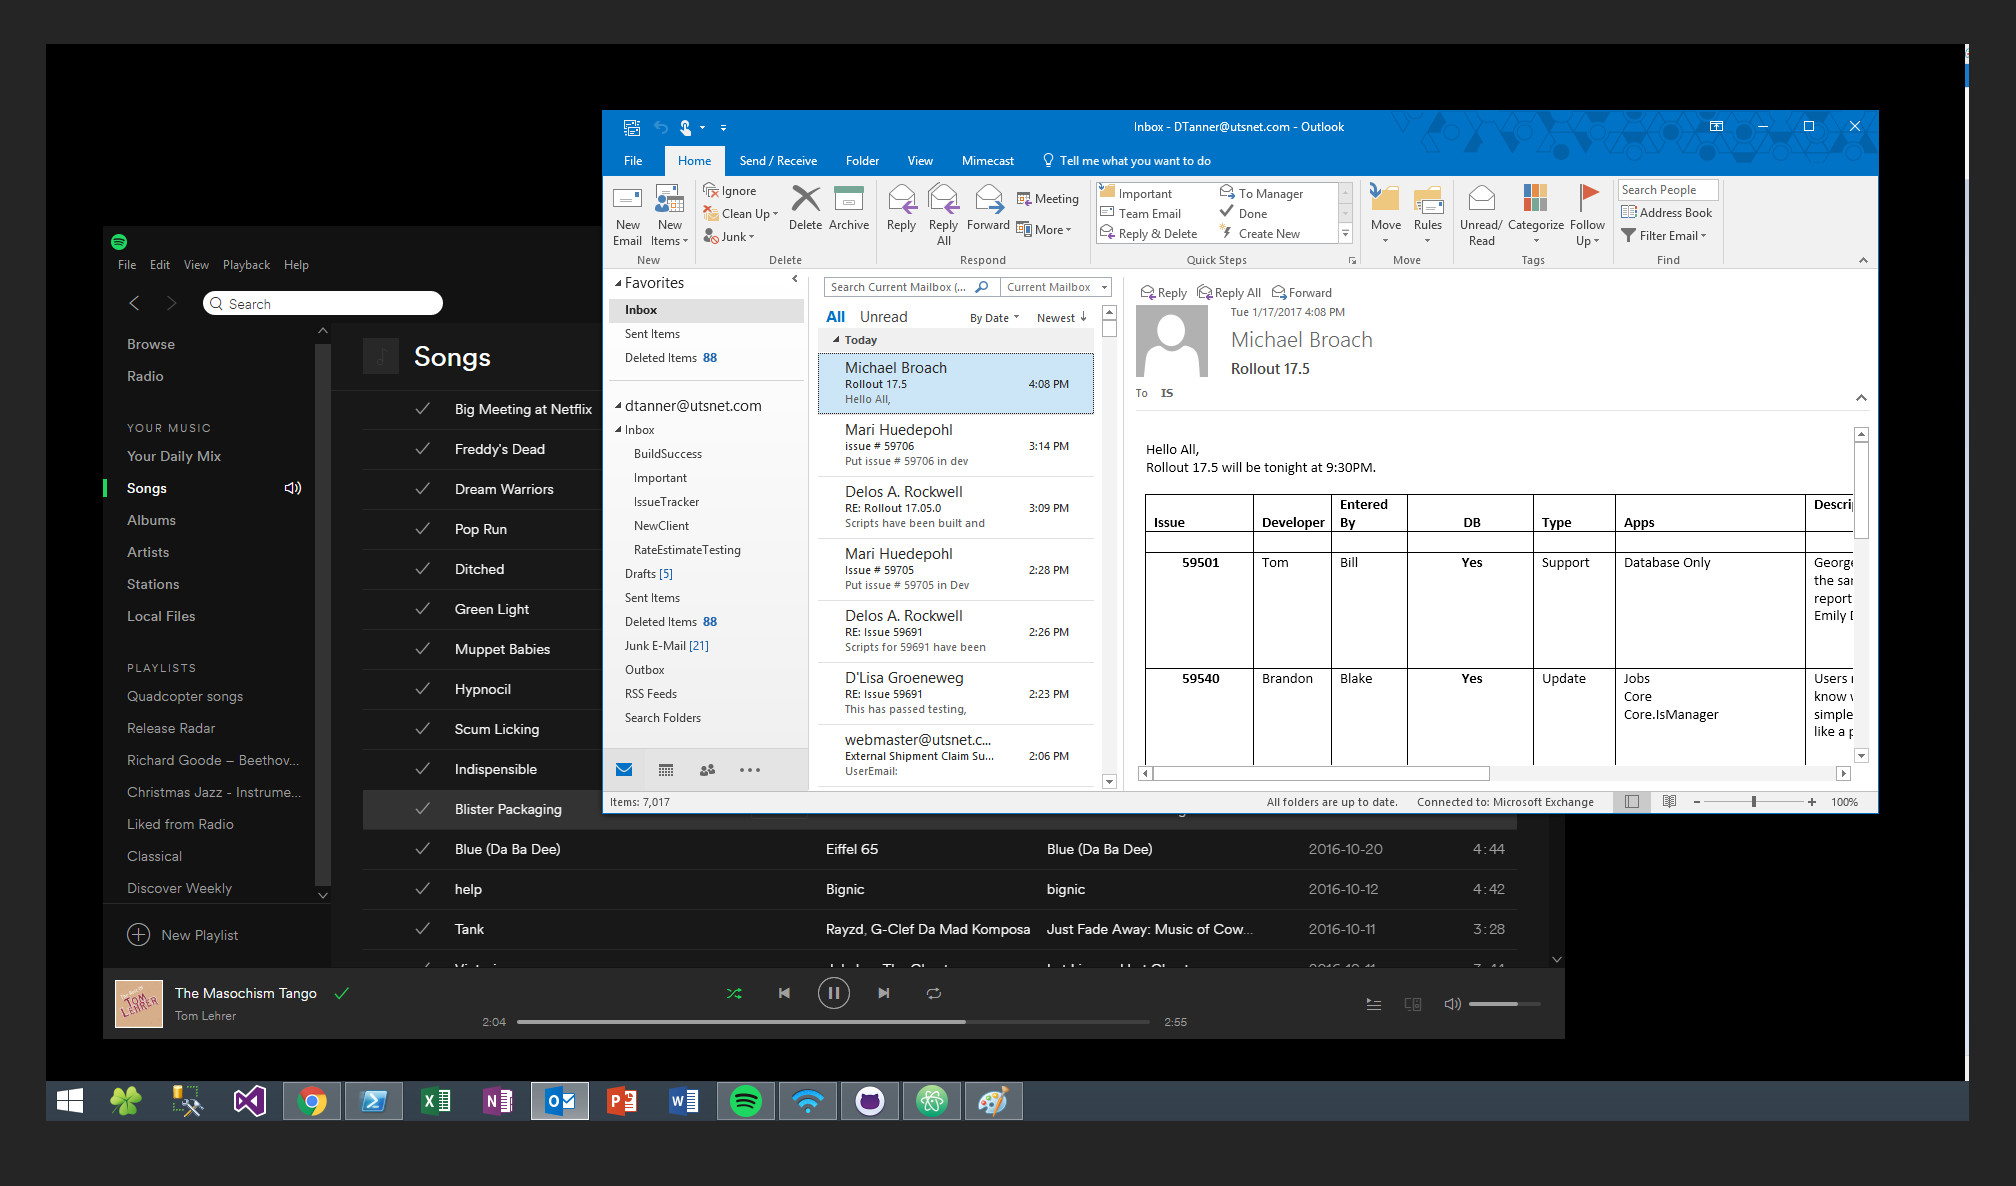 Inbox - DTanner@utsnet.com - Outlook
File Home Send / Receive Folder View Mimecast Tell me what you want to do
New Email
New Items
New
Ignore
Clean Up
Junk
Delete
Archive
Delete
Reply
Reply All
Forward
Meeting
More
Respond
Important
Team Email
Reply & Delete
To Manager
Done
Create New
Quick Steps
Move
Rules
Move
Unread/ Read
Categorize
Follow Up
Tags
Search People
Address Book
Filter Email
Find
Favorites
Inbox
Sent Items
Deleted Items 88
dtanner@utsnet.com
Inbox
BuildSuccess
Important
IssueTracker
NewClient
RateEstimateTesting
Drafts [5]
Sent Items
Deleted Items 88
Junk E-Mail [21]
Outbox
RSS Feeds
Search Folders
Search Current Mailbox (... Current Mailbox
All Unread By Date Newest
Today
Michael Broach
Rollout 17.5 4:08 PM
Hello All,
Mari Huedepohl
issue # 59706 3:14 PM
Put issue # 59706 in dev
Delos A. Rockwell
RE: Rollout 17.05.0 3:09 PM
Scripts have been built and
Mari Huedepohl
Issue # 59705 2:28 PM
Put issue # 59705 in Dev
Delos A. Rockwell
RE: Issue 59691 2:26 PM
Scripts for 59691 have been
D'Lisa Groeneweg
RE: Issue 59691 2:23 PM
This has passed testing,
webmaster@utsnet.c...
External Shipment Claim Su... 2:06 PM
UserEmail:
Reply Reply All Forward
Tue 1/17/2017 4:08 PM
Michael Broach
Rollout 17.5
To IS
Hello All,
Rollout 17.5 will be tonight at 9:30PM.
Issue Developer Entered By DB Type Apps Descri
59501 Tom Bill Yes Support Database Only George
the sa
report
Emily
59540 Brandon Blake Yes Update Jobs Users
Core know
Core.IsManager simple
like a
Items: 7,017 All folders are up to date. Connected to: Microsoft Exchange 100%
File Edit View Playback Help
Search
Browse
Radio
YOUR MUSIC
Your Daily Mix
Songs
Albums
Artists
Stations
Local Files
PLAYLISTS
Quadcopter songs
Release Radar
Richard Goode – Beethov...
Christmas Jazz - Instrume...
Liked from Radio
Classical
Discover Weekly
New Playlist
Songs
Big Meeting at Netflix
Freddy's Dead
Dream Warriors
Pop Run
Ditched
Green Light
Muppet Babies
Hypnocil
Scum Licking
Indispensible
Blister Packaging
Blue (Da Ba Dee) Eiffel 65 Blue (Da Ba Dee) 2016-10-20 4:44
help Bignic bignic 2016-10-12 4:42
Tank Rayzd, G-Clef Da Mad Komposa Just Fade Away: Music of Cow... 2016-10-11 3:28
TOM LEHRER
The Masochism Tango
Tom Lehrer
2:04 2:55